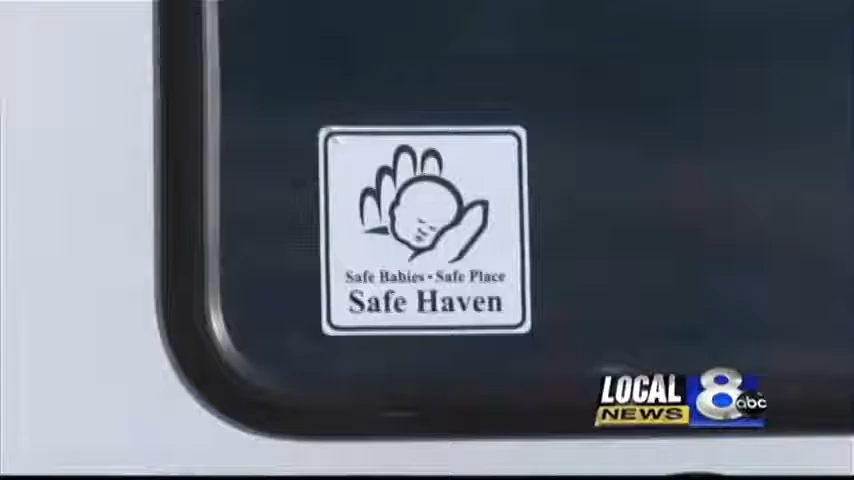 Safe Babies • Safe Place
Safe Haven
LOCAL
NEWS
8
abc